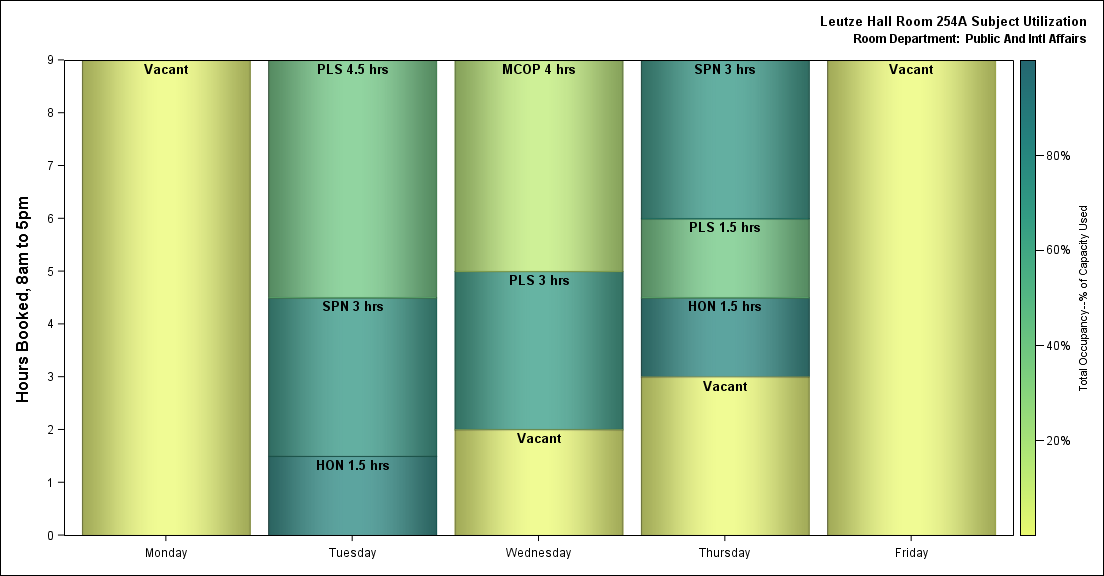 Leutze Hall Room 254A Subject Utilization
Room Department: Public And Intl Affairs
Hours Booked, 8am to 5pm
9
8
7
6
5
4
3
2
1
0
Vacant
PLS 4.5 hrs
SPN 3 hrs
HON 1.5 hrs
MCOP 4 hrs
PLS 3 hrs
Vacant
SPN 3 hrs
PLS 1.5 hrs
HON 1.5 hrs
Vacant
Vacant
Monday
Tuesday
Wednesday
Thursday
Friday
80%
60%
40%
20%
Total Occupancy--% of Capacity Used